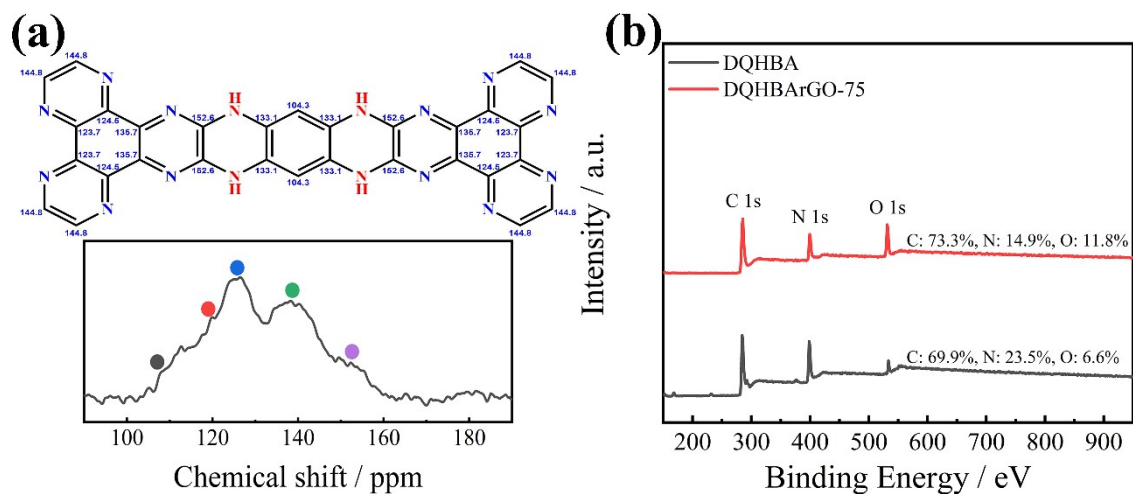 (a)
144.8 144.8
144.8 N H 104.3 H N 144.8
N N N N N N
124.5 152.6 133.1 133.1 152.6 124.5
123.7 135.7 135.7 123.7
123.7 135.7 135.7 123.7
124.5 152.6 133.1 133.1 152.6 124.5
N N N N N N
144.8 N H 104.3 H N 144.8
144.8 144.8
100 120 140 160 180
Chemical shift / ppm
(b)
DQHBA
DQHBArGO-75
C 1s
N 1s
O 1s
C: 73.3%, N: 14.9%, O: 11.8%
C: 69.9%, N: 23.5%, O: 6.6%
Intensity / a.u.
200 300 400 500 600 700 800 900
Binding Energy / eV